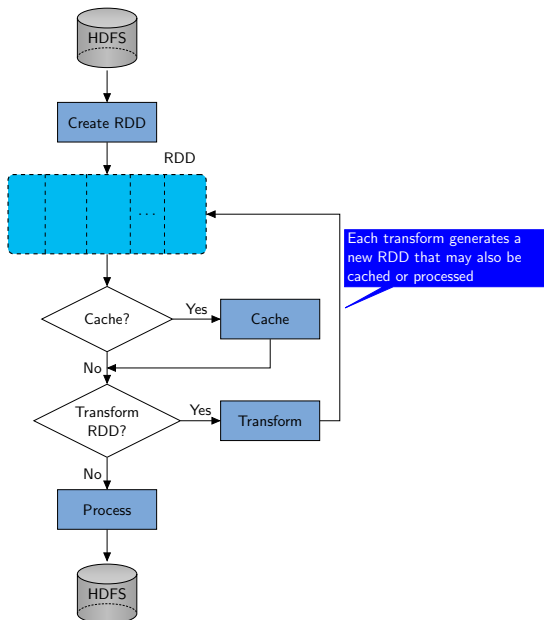 HDFS
Create RDD
RDD
...
Each transform generates a
new RDD that may also be
cached or processed
Cache?
Yes
Cache
No
Transform
RDD?
Yes
Transform
No
Process
HDFS